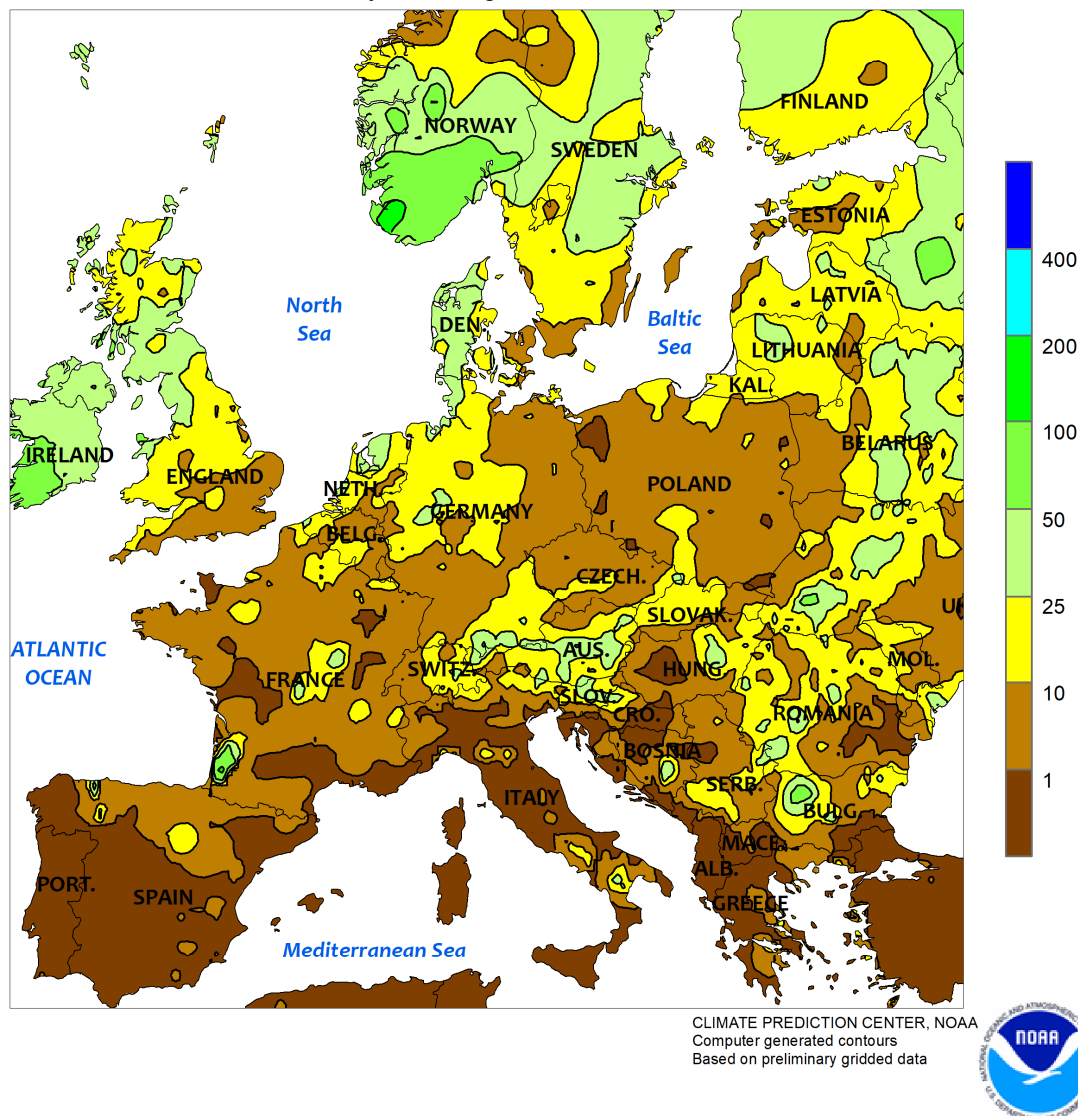 FINLAND
NORWAY
SWEDEN
ESTONIA
400
North
Sea
Baltic
Sea
LATVIA
DEN.
200
LITHUANIA
KAL.
100
IRELAND
BELARUS
ENGLAND
NETH.
POLAND
GERMANY
50
BELG.
CZECH.
25
SLOVAK.
ATLANTIC
OCEAN
AUS.
MOL.
SWITZ.
HUNG.
FRANCE
SLOV.
10
CRO.
ROMANIA
BOSNIA
1
SERB.
ITALY
BULG.
MACE.
ALB.
PORT.
SPAIN
GREECE
Mediterranean Sea
CLIMATE PREDICTION CENTER, NOAA
Computer generated contours
Based on preliminary gridded data
NOAA